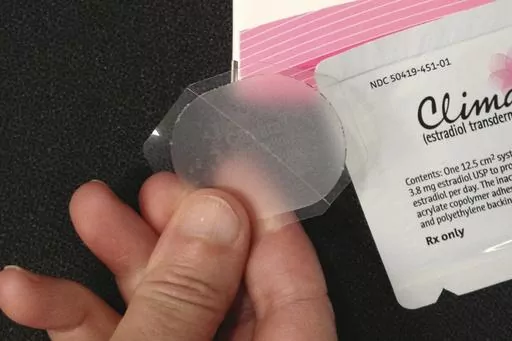 NDC 50419-451-01
Clima
(estradiol transderm
Contents: One 12.5 cm² syst
3.8 mg estradiol USP to pro
estradiol per day. The inac
acrylate copolymer adhes
and polyethylene backin
Rx only